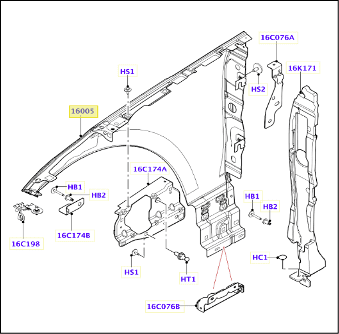 16C076A
HS1
HS2
16K171
16005
16C174A
HB1
HB2
HB1
HB2
16C198
16C174B
HC1
HS1
HT1
16C076B